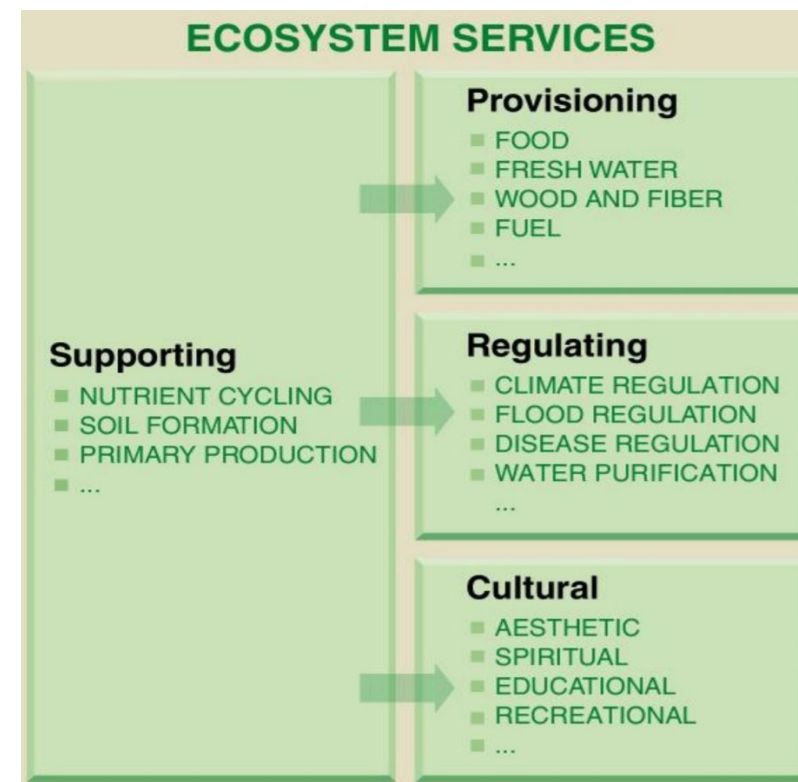 ECOSYSTEM SERVICES
Supporting
NUTRIENT CYCLING
SOIL FORMATION
PRIMARY PRODUCTION
...
Provisioning
FOOD
FRESH WATER
WOOD AND FIBER
FUEL
...
Regulating
CLIMATE REGULATION
FLOOD REGULATION
DISEASE REGULATION
WATER PURIFICATION
...
Cultural
AESTHETIC
SPIRITUAL
EDUCATIONAL
RECREATIONAL
...